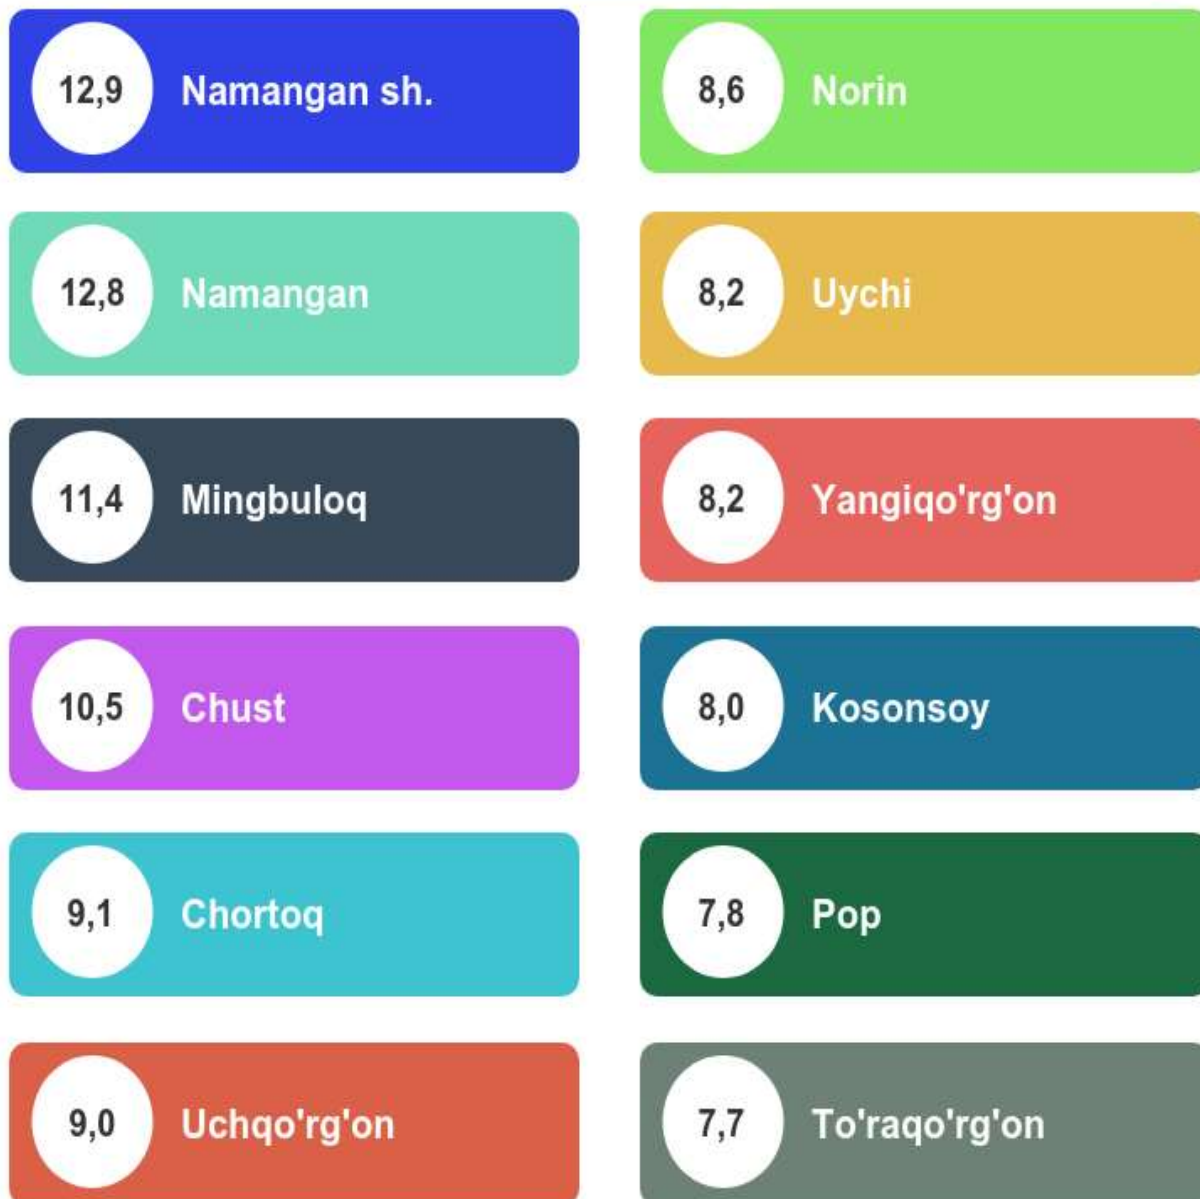 12,9 Namangan sh.
12,8 Namangan
11,4 Mingbuloq
10,5 Chust
9,1 Chortoq
9,0 Uchqo'rg'on
8,6 Norin
8,2 Uychi
8,2 Yangiqo'rg'on
8,0 Kosonsoy
7,8 Pop
7,7 To'raqo'rg'on